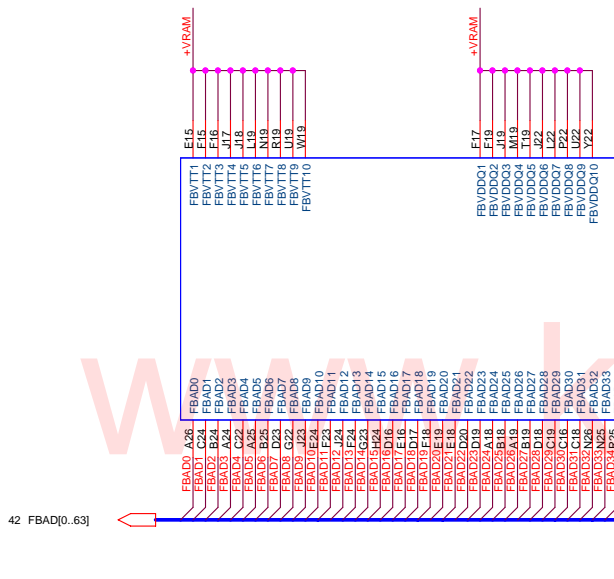 +VRAM
+VRAM
E15
F15
F16
J17
J18
L19
N19
R19
U19
W19
F17
F19
J19
M19
T19
J22
L22
P22
U22
Y22
FBVTT1
FBVTT2
FBVTT3
FBVTT4
FBVTT5
FBVTT6
FBVTT7
FBVTT8
FBVTT9
FBVTT10
FBVDDQ1
FBVDDQ2
FBVDDQ3
FBVDDQ4
FBVDDQ5
FBVDDQ6
FBVDDQ7
FBVDDQ8
FBVDDQ9
FBVDDQ10
www.k
FBAD0
FBAD1
FBAD2
FBAD3
FBAD4
FBAD5
FBAD6
FBAD7
FBAD8
FBAD9
FBAD10
FBAD11
FBAD12
FBAD13
FBAD14
FBAD15
FBAD16
FBAD17
FBAD18
FBAD19
FBAD20
FBAD21
FBAD22
FBAD23
FBAD24
FBAD25
FBAD26
FBAD27
FBAD28
FBAD29
FBAD30
FBAD31
FBAD32
FBAD33
FBAD0 A26
FBAD1 C24
FBAD2 B24
FBAD3 A24
FBAD4 C22
FBAD5 A25
FBAD6 B25
FBAD7 D23
FBAD8 G22
FBAD9 J23
FBAD10 E24
FBAD11 F23
FBAD12 J24
FBAD13 F24
FBAD14 G23
FBAD15 H24
FBAD16 D16
FBAD17 E16
FBAD18 D17
FBAD19 F18
FBAD20 E19
FBAD21 E18
FBAD22 D20
FBAD23 D19
FBAD24 A18
FBAD25 B18
FBAD26 A19
FBAD27 B19
FBAD28 D18
FBAD29 C19
FBAD30 C16
FBAD31 C18
FBAD32 N26
FBAD33 N25
FBAD34
42 FBAD[0..63]